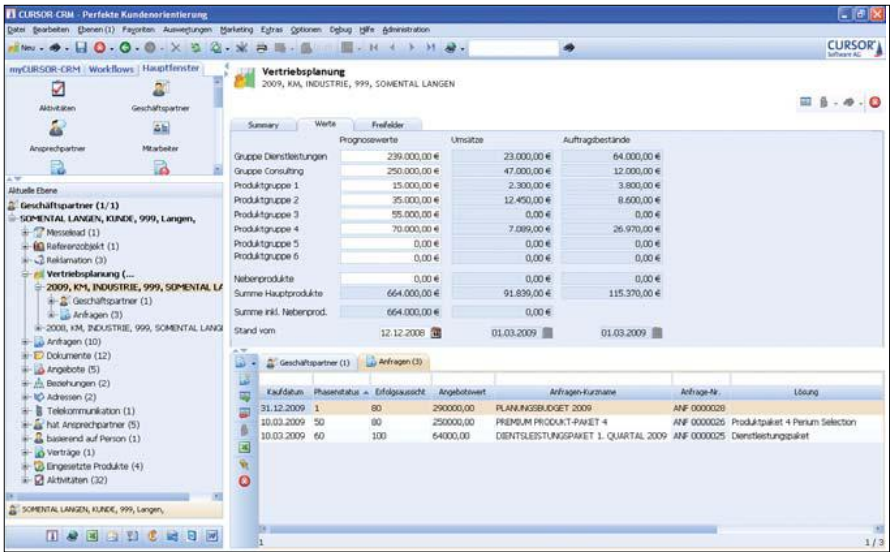 CURSOR-CRM - Perfekte Kundenorientierung
Datei Bearbeiten Ebenen (1) Favoriten Auswertungen Marketing Extras Optionen Debug Hilfe Administration
Neu
CURSOR
Software AG
myCURSOR-CRM Workflows Hauptfenster
Aktivitäten Geschäftspartner
Ansprechpartner Mitarbeiter
Aktuelle Ebene
Geschäftspartner (1/1)
SOMENTAL LANGEN, KUNDE, 999, Langen,
Messelead (1)
Referenzobjekt (1)
Reklamation (3)
Vertriebsplanung (...
2009, KM, INDUSTRIE, 999, SOMENTAL LA
Geschäftspartner (1)
Anfragen (3)
2008, KM, INDUSTRIE, 999, SOMENTAL LANG
Anfragen (10)
Dokumente (12)
Angebote (5)
Beziehungen (2)
Adressen (2)
Telekommunikation (1)
hat Ansprechpartner (5)
basierend auf Person (1)
Verträge (1)
Eingesetzte Produkte (4)
Aktivitäten (32)
SOMENTAL LANGEN, KUNDE, 999, Langen,
Vertriebsplanung
2009, KM, INDUSTRIE, 999, SOMENTAL LANGEN
Summary Werte Freifelder
Prognosewerte Umsätze Auftragsbestände
Gruppe Dienstleistungen 239.000,00 € 23.000,00 € 64.000,00 €
Gruppe Consulting 250.000,00 € 47.000,00 € 12.000,00 €
Produktgruppe 1 15.000,00 € 2.300,00 € 3.800,00 €
Produktgruppe 2 35.000,00 € 12.450,00 € 8.600,00 €
Produktgruppe 3 55.000,00 € 0,00 € 0,00 €
Produktgruppe 4 70.000,00 € 7.089,00 € 26.970,00 €
Produktgruppe 5 0,00 € 0,00 € 0,00 €
Produktgruppe 6 0,00 € 0,00 € 0,00 €
Nebenprodukte 0,00 € 0,00 € 0,00 €
Summe Hauptprodukte 664.000,00 € 91.839,00 € 115.370,00 €
Summe inkl. Nebenprod. 664.000,00 € 0,00 €
Stand vom 12.12.2008 01.03.2009 01.03.2009
Geschäftspartner (1) Anfragen (3)
Kaufdatum Phasenstatus Erfolgsaussicht Angebotswert Anfragen-Kurzname Anfrage-Nr. Lösung
31.12.2009 1 80 290000,00 PLANUNGSBUDGET 2009 ANF 0000028
10.03.2009 50 80 250000,00 PREMIUM PRODUKT-PAKET 4 ANF 0000026 Produktpaket 4 Perium Selection
10.03.2009 60 100 64000,00 DIENTSLEISTUNGSPAKET 1. QUARTAL 2009 ANF 0000025 Dienstleistungspaket
1 1 / 3